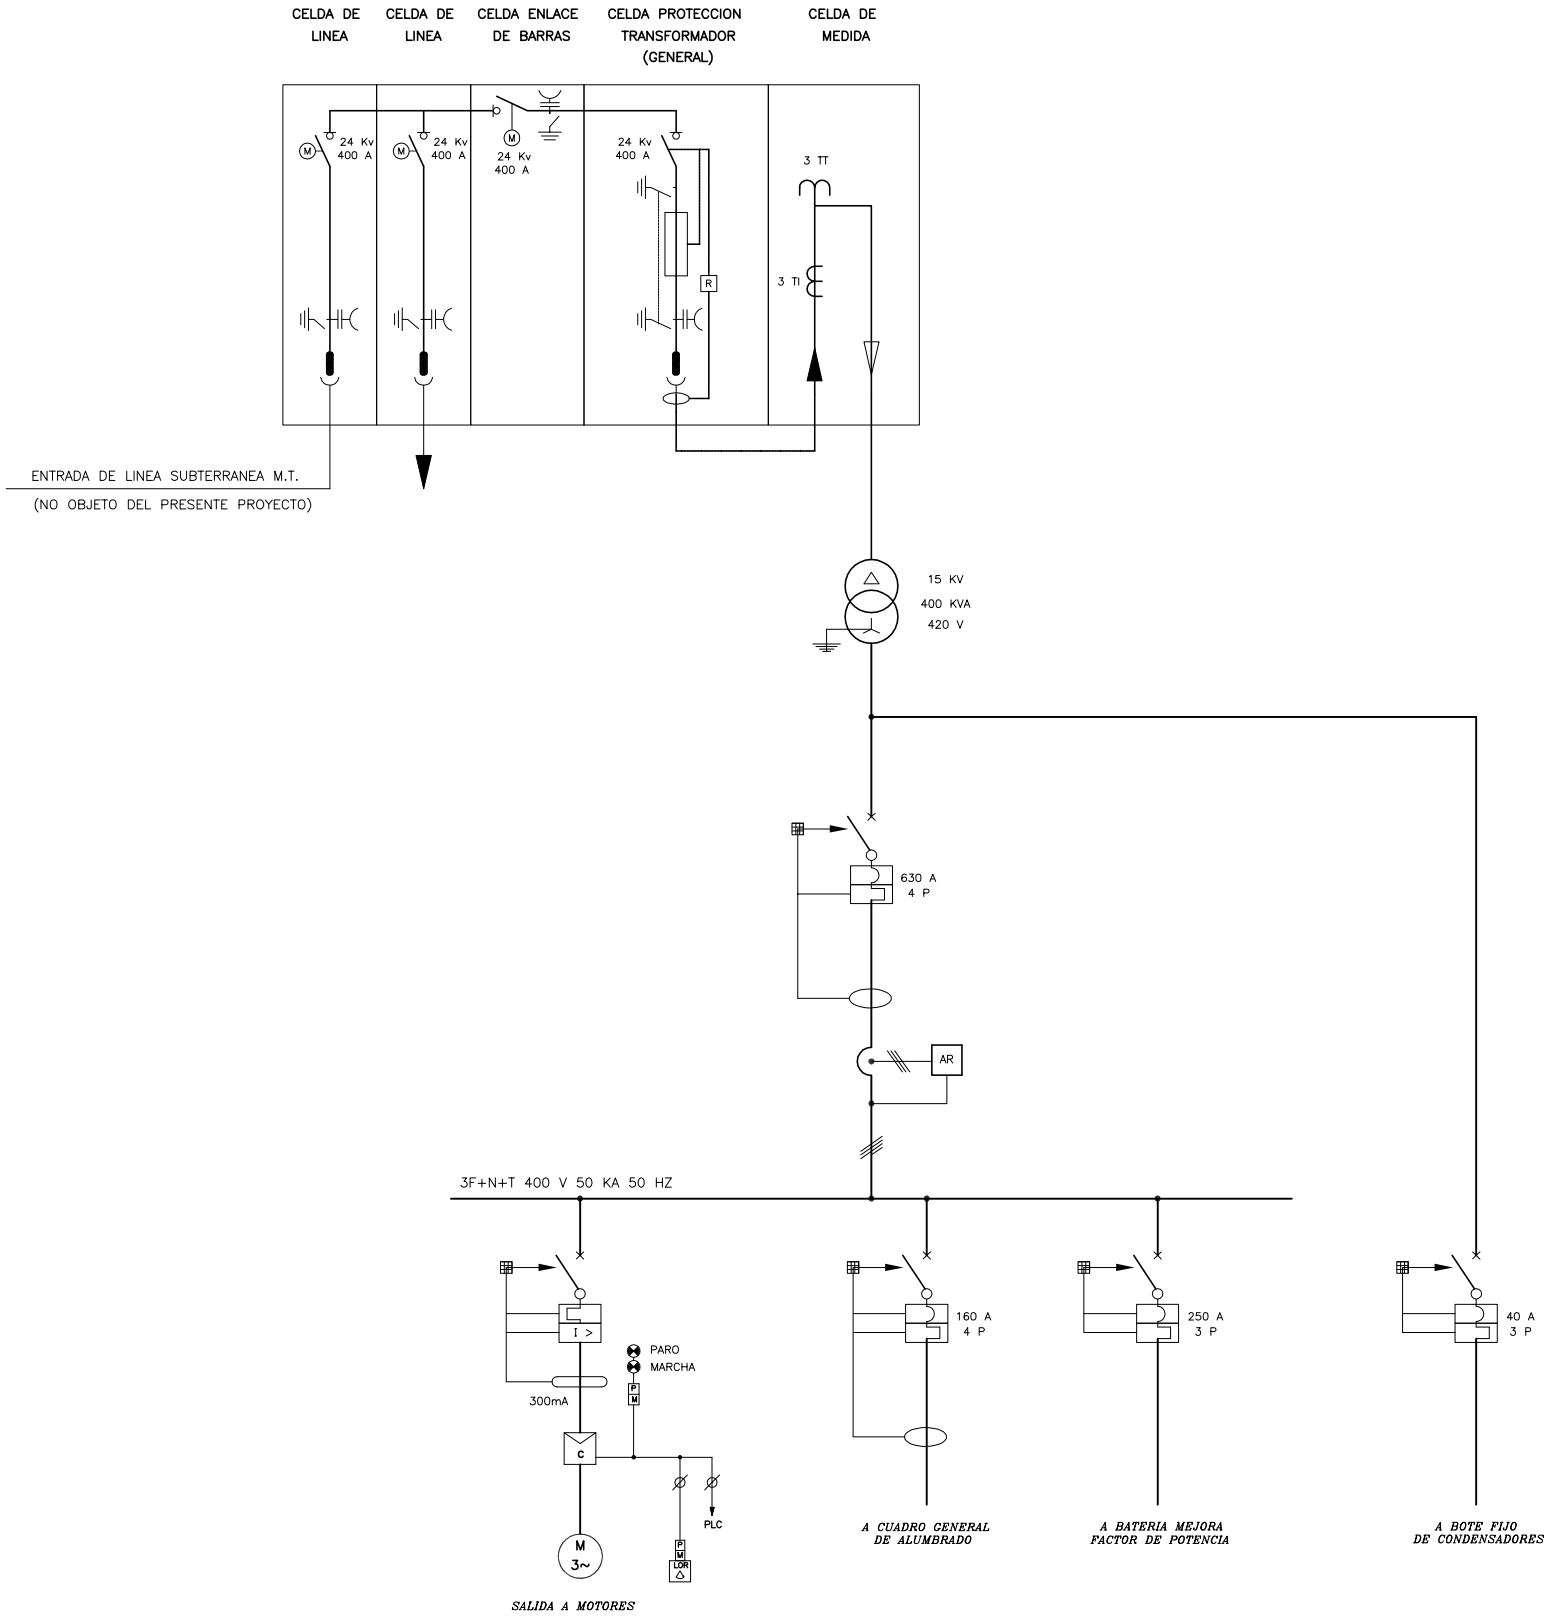 CELDA DE
LINEA
CELDA DE
LINEA
CELDA ENLACE
DE BARRAS
CELDA PROTECCION
TRANSFORMADOR
(GENERAL)
CELDA DE
MEDIDA
M
24 Kv
400 A
M
24 Kv
400 A
M
24 Kv
400 A
24 Kv
400 A
R
3 TT
3 TI
ENTRADA DE LINEA SUBTERRANEA M.T.
(NO OBJETO DEL PRESENTE PROYECTO)
15 KV
400 KVA
420 V
630 A
4 P
AR
3F+N+T 400 V 50 KA 50 HZ
I >
300mA
PARO
MARCHA
P
M
C
PLC
P
M
LOR
M
3~
SALIDA A MOTORES
160 A
4 P
A CUADRO GENERAL
DE ALUMBRADO
250 A
3 P
A BATERIA MEJORA
FACTOR DE POTENCIA
40 A
3 P
A BOTE FIJO
DE CONDENSADORES